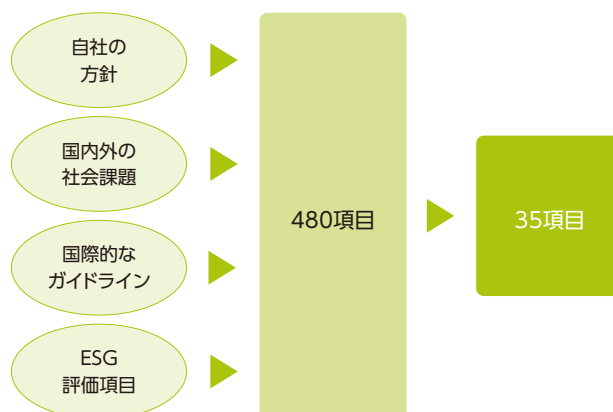 自社の
方針
国内外の
社会課題
国際的な
ガイドライン
ESG
評価項目
480項目
35項目